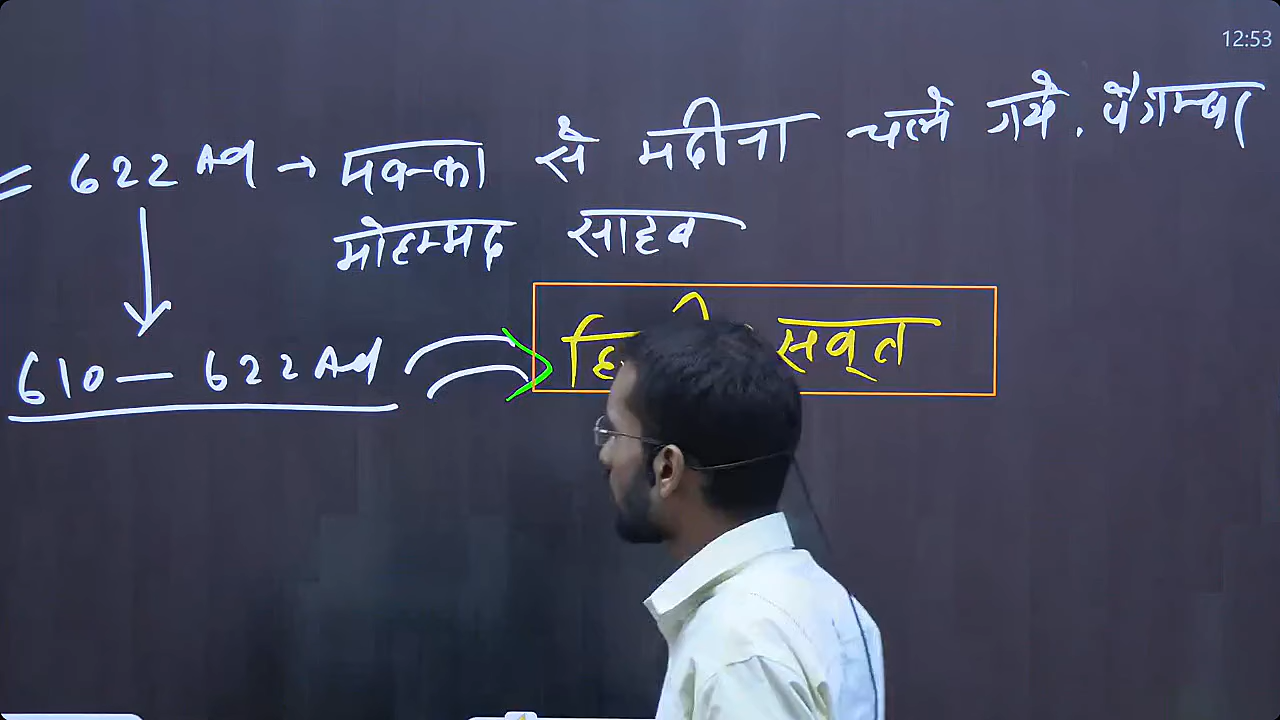 12:53
= 622 AD → मक्का से मदीना चले गये. पैगम्बर
मोहम्मद साहब
610 — 622 AD
सवत